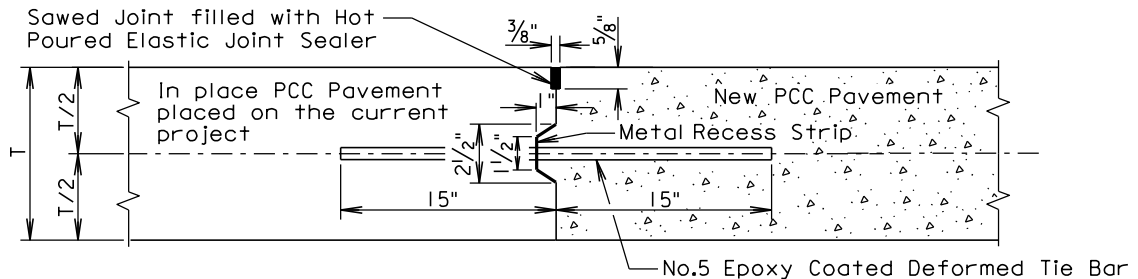 Sawed Joint filled with Hot
Poured Elastic Joint Sealer
3/8"
5/8"
In place PCC Pavement
placed on the current
project
1"
New PCC Pavement
Metal Recess Strip
T
T/2
T/2
2 1/2"
1 1/2"
15"
15"
No.5 Epoxy Coated Deformed Tie Bar